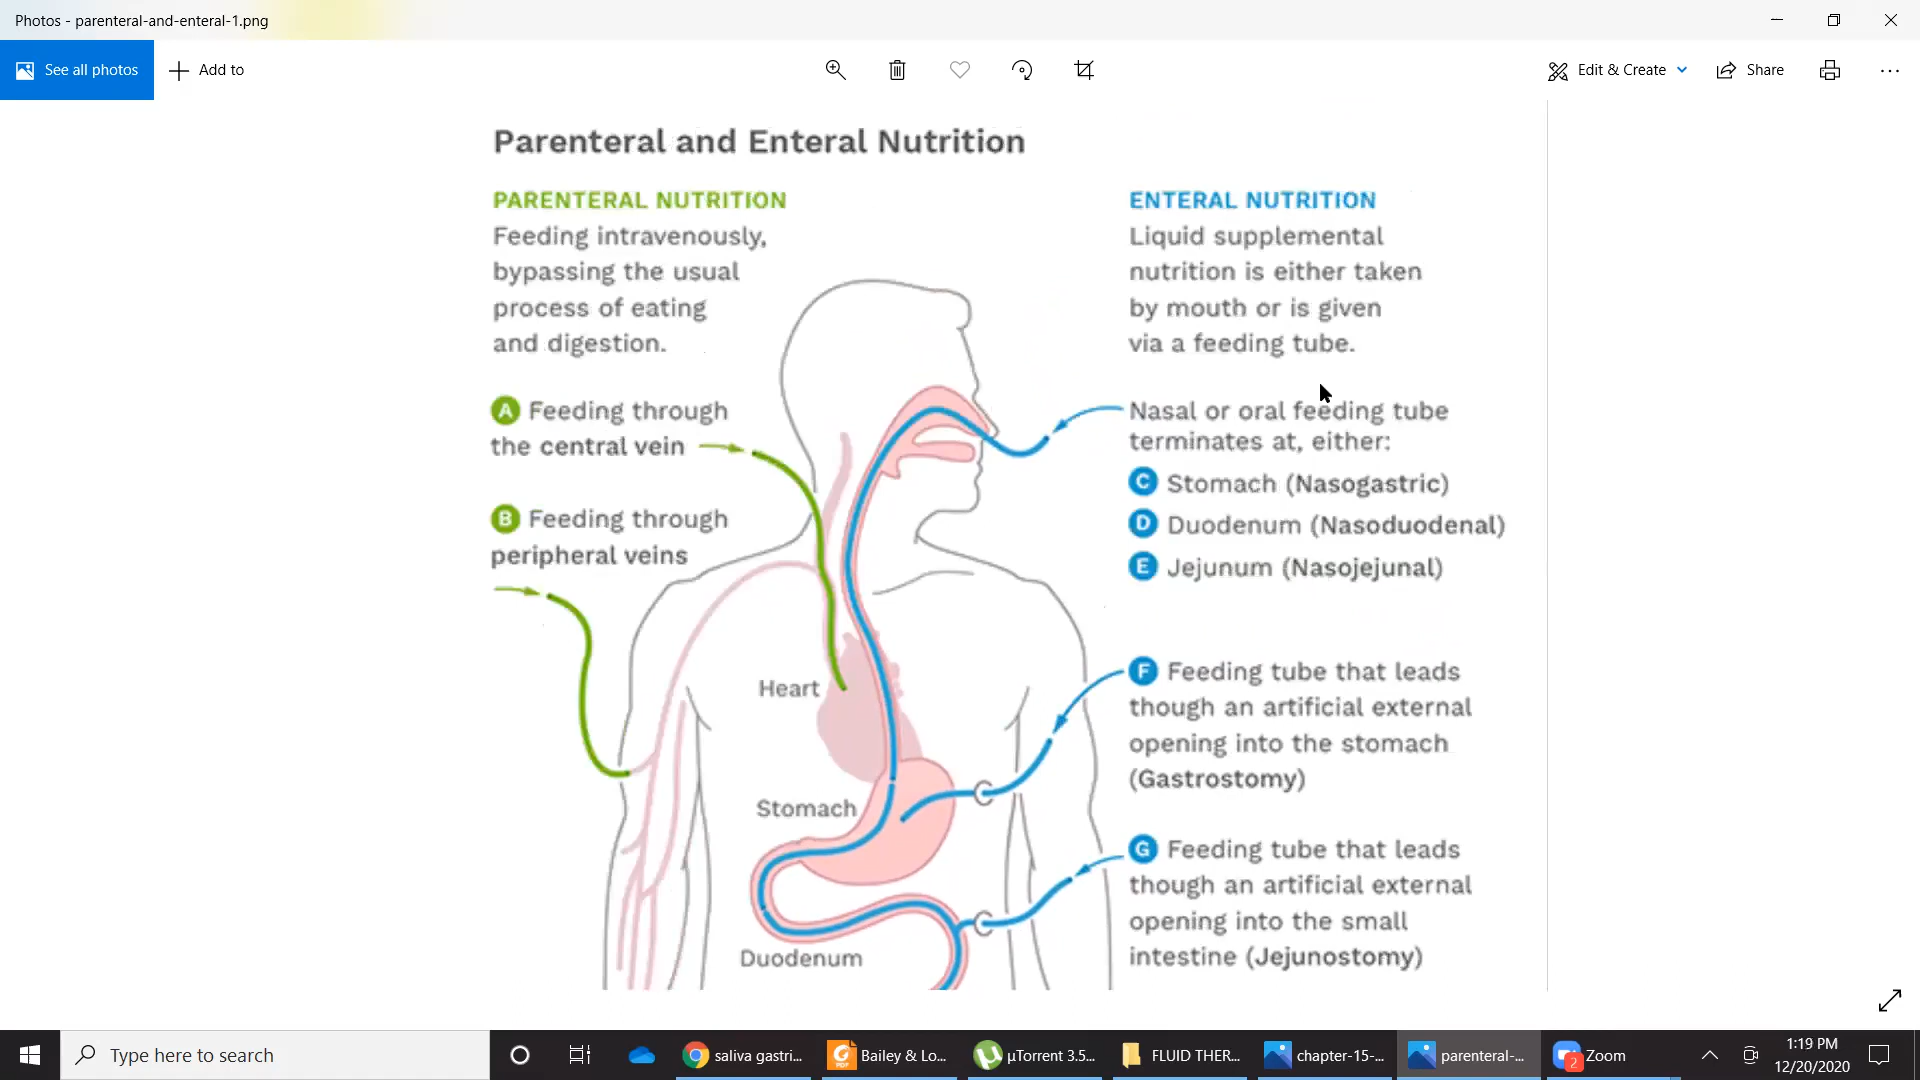 Photos - parenteral-and-enteral-1.png
See all photos
Add to
Edit & Create
Share
Parenteral and Enteral Nutrition
PARENTERAL NUTRITION
Feeding intravenously,
bypassing the usual
process of eating
and digestion.
A Feeding through
the central vein
B Feeding through
peripheral veins
ENTERAL NUTRITION
Liquid supplemental
nutrition is either taken
by mouth or is given
via a feeding tube.
Nasal or oral feeding tube
terminates at, either:
C Stomach (Nasogastric)
D Duodenum (Nasoduodenal)
E Jejunum (Nasojejunal)
F Feeding tube that leads
though an artificial external
opening into the stomach
(Gastrostomy)
G Feeding tube that leads
though an artificial external
opening into the small
intestine (Jejunostomy)
Heart
Stomach
Duodenum
Type here to search
saliva gastri...
Bailey & Lo...
µTorrent 3.5...
FLUID THER...
chapter-15-...
parenteral-...
2
Zoom
1:19 PM
12/20/2020